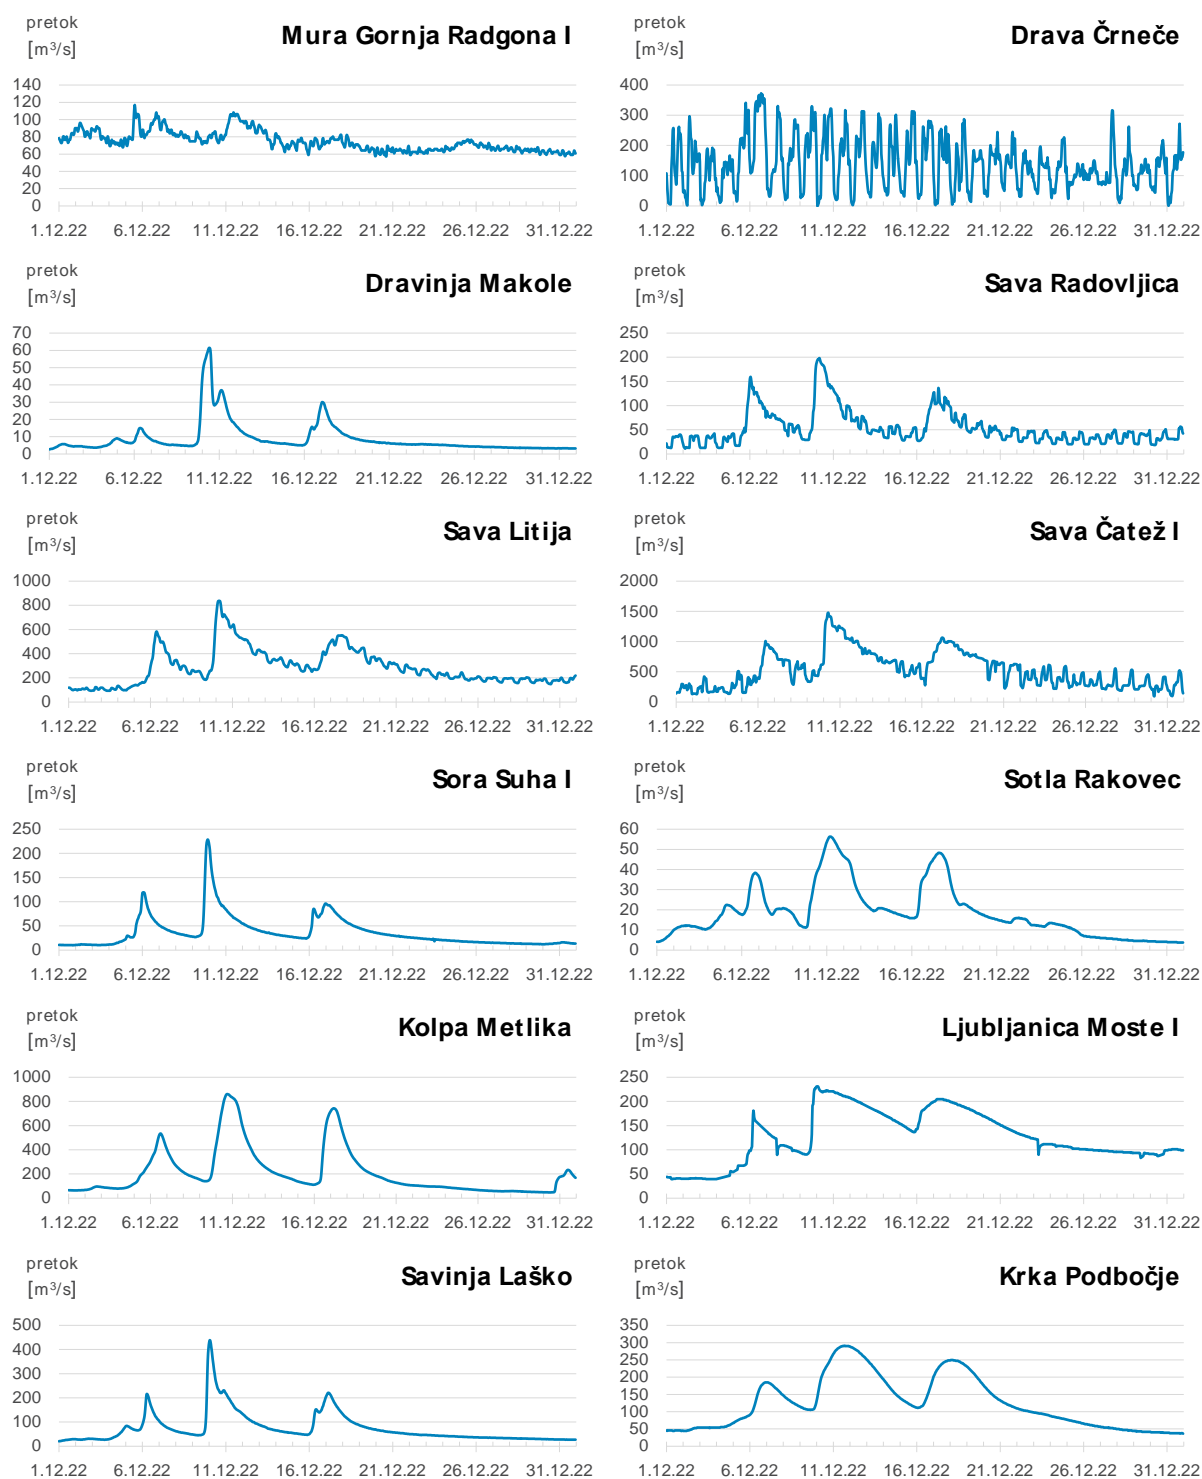 pretok
[m³/s]
Mura Gornja Radgona I
140
120
100
80
60
40
20
0
1.12.22 6.12.22 11.12.22 16.12.22 21.12.22 26.12.22 31.12.22
pretok
[m³/s]
Drava Črneče
400
300
200
100
0
1.12.22 6.12.22 11.12.22 16.12.22 21.12.22 26.12.22 31.12.22
pretok
[m³/s]
Dravinja Makole
70
60
50
40
30
20
10
0
1.12.22 6.12.22 11.12.22 16.12.22 21.12.22 26.12.22 31.12.22
pretok
[m³/s]
Sava Radovljica
250
200
150
100
50
0
1.12.22 6.12.22 11.12.22 16.12.22 21.12.22 26.12.22 31.12.22
pretok
[m³/s]
Sava Litija
1000
800
600
400
200
0
1.12.22 6.12.22 11.12.22 16.12.22 21.12.22 26.12.22 31.12.22
pretok
[m³/s]
Sava Čatež I
2000
1500
1000
500
0
1.12.22 6.12.22 11.12.22 16.12.22 21.12.22 26.12.22 31.12.22
pretok
[m³/s]
Sora Suha I
250
200
150
100
50
0
1.12.22 6.12.22 11.12.22 16.12.22 21.12.22 26.12.22 31.12.22
pretok
[m³/s]
Sotla Rakovec
60
50
40
30
20
10
0
1.12.22 6.12.22 11.12.22 16.12.22 21.12.22 26.12.22 31.12.22
pretok
[m³/s]
Kolpa Metlika
1000
800
600
400
200
0
1.12.22 6.12.22 11.12.22 16.12.22 21.12.22 26.12.22 31.12.22
pretok
[m³/s]
Ljubljanica Moste I
250
200
150
100
50
0
1.12.22 6.12.22 11.12.22 16.12.22 21.12.22 26.12.22 31.12.22
pretok
[m³/s]
Savinja Laško
500
400
300
200
100
0
1.12.22 6.12.22 11.12.22 16.12.22 21.12.22 26.12.22 31.12.22
pretok
[m³/s]
Krka Podbočje
350
300
250
200
150
100
50
0
1.12.22 6.12.22 11.12.22 16.12.22 21.12.22 26.12.22 31.12.22